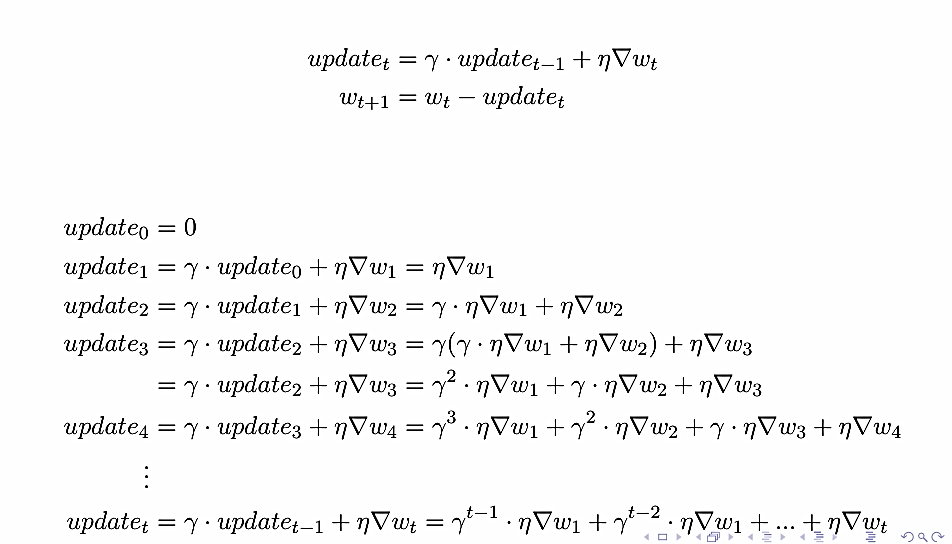 update_t = γ · update_{t−1} + η∇w_t
w_{t+1} = w_t − update_t
update_0 = 0
update_1 = γ · update_0 + η∇w_1 = η∇w_1
update_2 = γ · update_1 + η∇w_2 = γ · η∇w_1 + η∇w_2
update_3 = γ · update_2 + η∇w_3 = γ(γ · η∇w_1 + η∇w_2) + η∇w_3
= γ · update_2 + η∇w_3 = γ^2 · η∇w_1 + γ · η∇w_2 + η∇w_3
update_4 = γ · update_3 + η∇w_4 = γ^3 · η∇w_1 + γ^2 · η∇w_2 + γ · η∇w_3 + η∇w_4
⋮
update_t = γ · update_{t−1} + η∇w_t = γ^{t−1} · η∇w_1 + γ^{t−2} · η∇w_1 + ... + η∇w_t